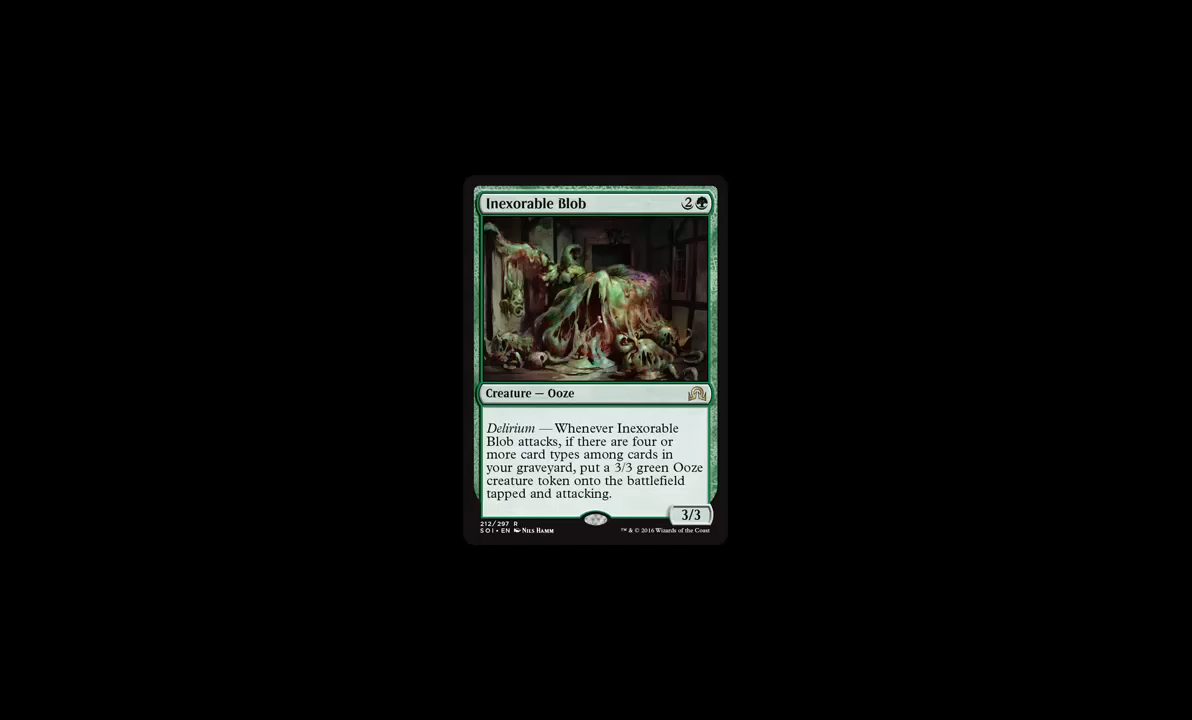 Inexorable Blob 2
Creature — Ooze
Delirium — Whenever Inexorable
Blob attacks, if there are four or
more card types among cards in
your graveyard, put a 3/3 green Ooze
creature token onto the battlefield
tapped and attacking.
3/3
212/297 R
SOI • EN Nils Hamm
™ & © 2016 Wizards of the Coast